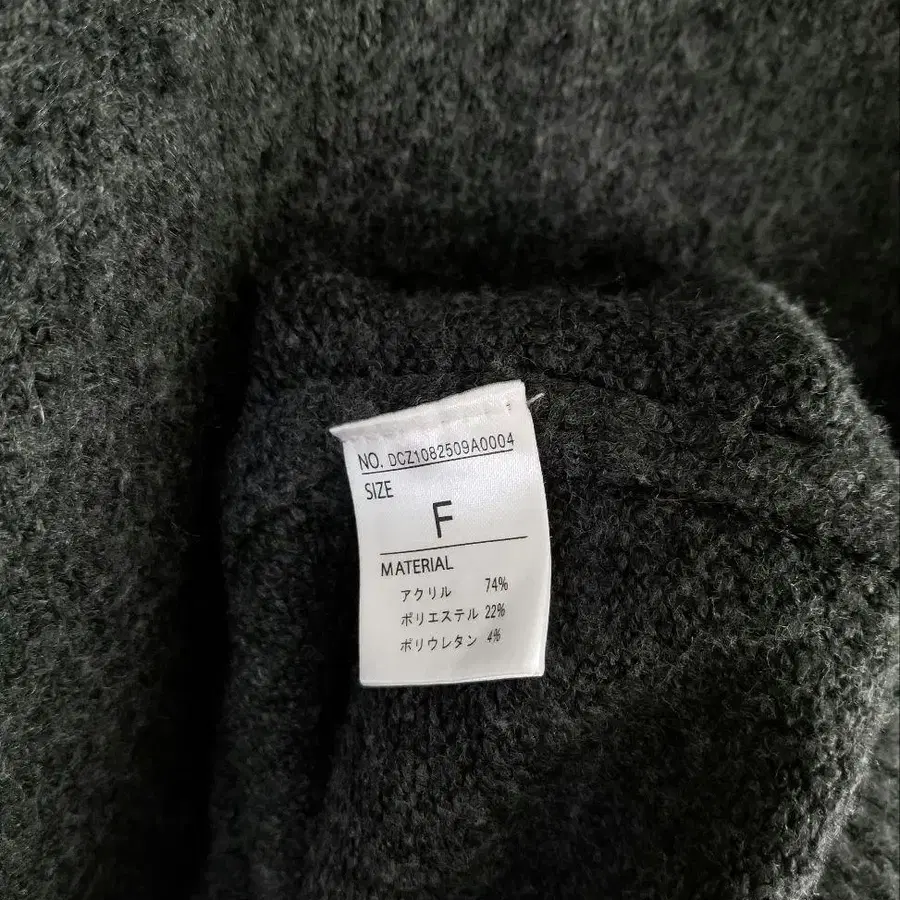 NO. DCZ1082509A0004
SIZE
F
MATERIAL
アクリル 74%
ポリエステル 22%
ポリウレタン 4%